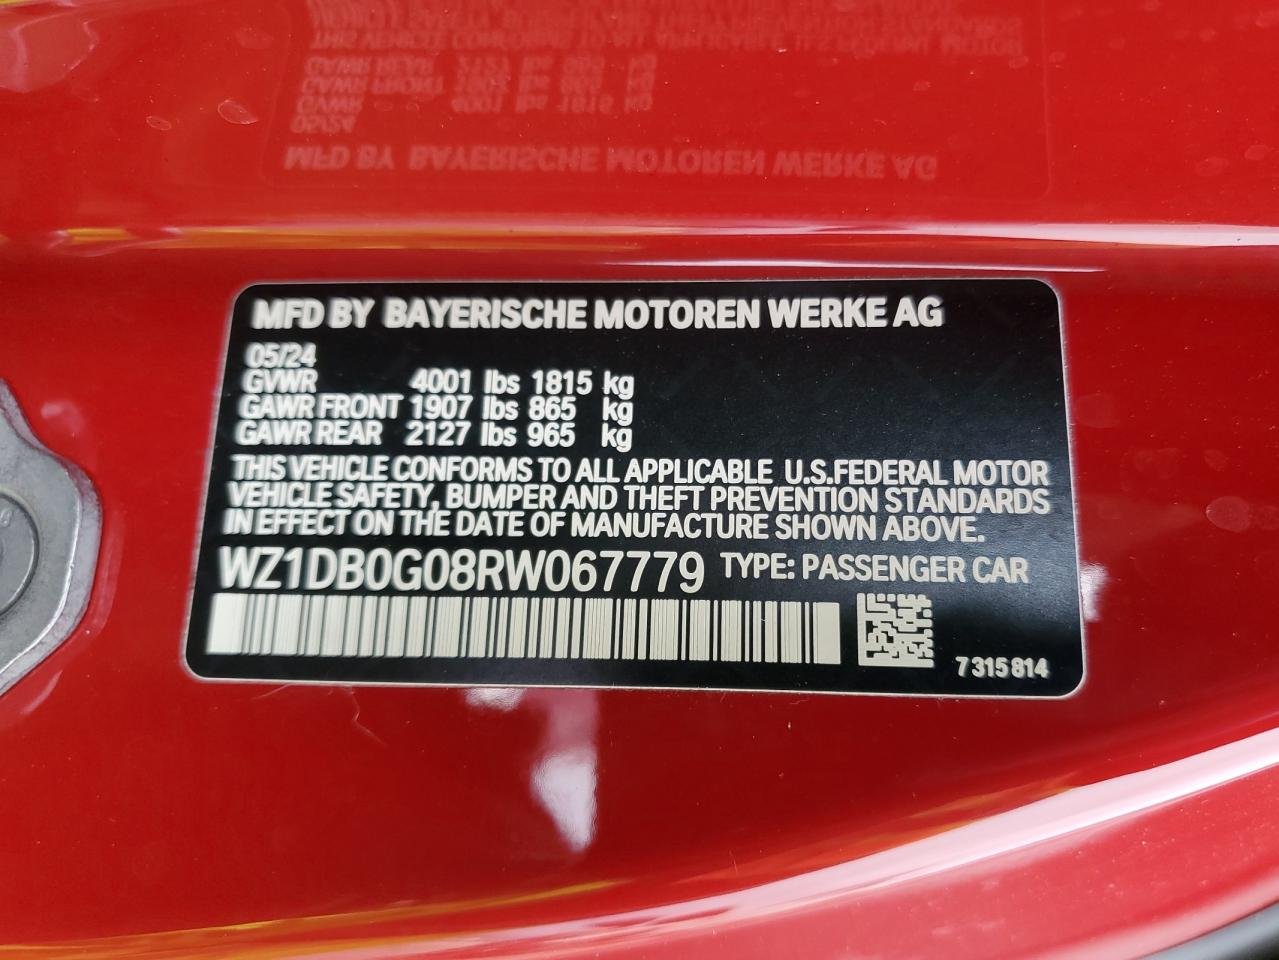 MFD BY BAYERISCHE MOTOREN WERKE AG
05/24
GVWR 4001 lbs 1815 kg
GAWR FRONT 1907 lbs 865 kg
GAWR REAR 2127 lbs 965 kg
THIS VEHICLE CONFORMS TO ALL APPLICABLE U.S.FEDERAL MOTOR
VEHICLE SAFETY, BUMPER AND THEFT PREVENTION STANDARDS
IN EFFECT ON THE DATE OF MANUFACTURE SHOWN ABOVE.
WZ1DB0G08RW067779 TYPE: PASSENGER CAR
7 315 814